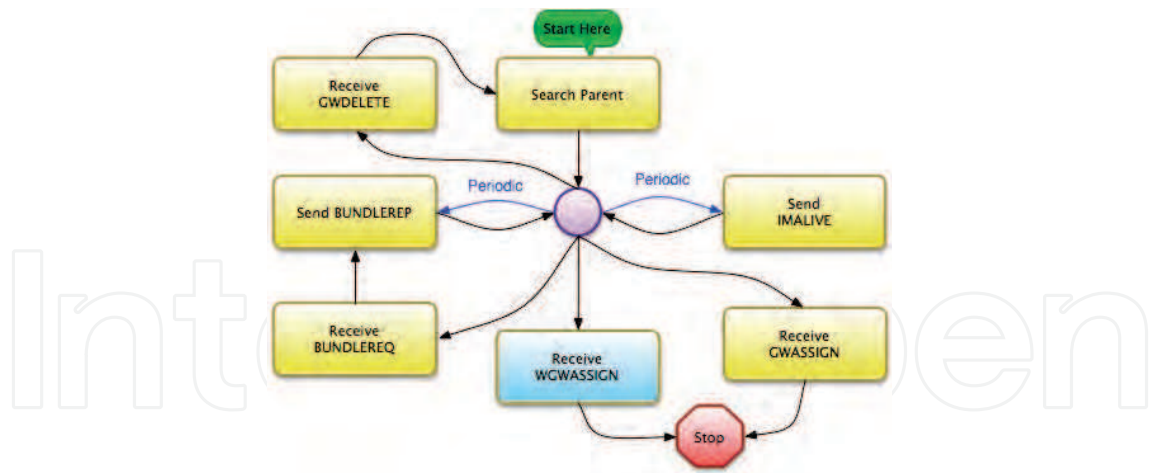 Start Here
Receive
GWDELETE
Search Parent
Periodic
Periodic
Send BUNDLEREP
Send
IMALIVE
Receive
BUNDLEREQ
Receive
WGWASSIGN
Receive
GWASSIGN
Stop